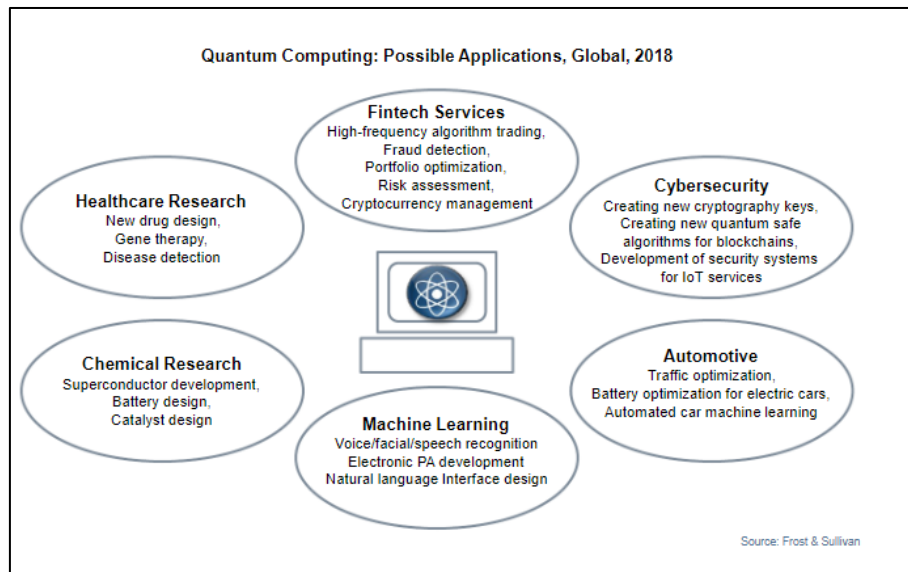 Quantum Computing: Possible Applications, Global, 2018
Fintech Services
High-frequency algorithm trading,
Fraud detection,
Portfolio optimization,
Risk assessment,
Cryptocurrency management
Healthcare Research
New drug design,
Gene therapy,
Disease detection
Cybersecurity
Creating new cryptography keys,
Creating new quantum safe
algorithms for blockchains,
Development of security systems
for IoT services
Chemical Research
Superconductor development,
Battery design,
Catalyst design
Automotive
Traffic optimization,
Battery optimization for electric cars,
Automated car machine learning
Machine Learning
Voice/facial/speech recognition
Electronic PA development
Natural language Interface design
Source: Frost & Sullivan